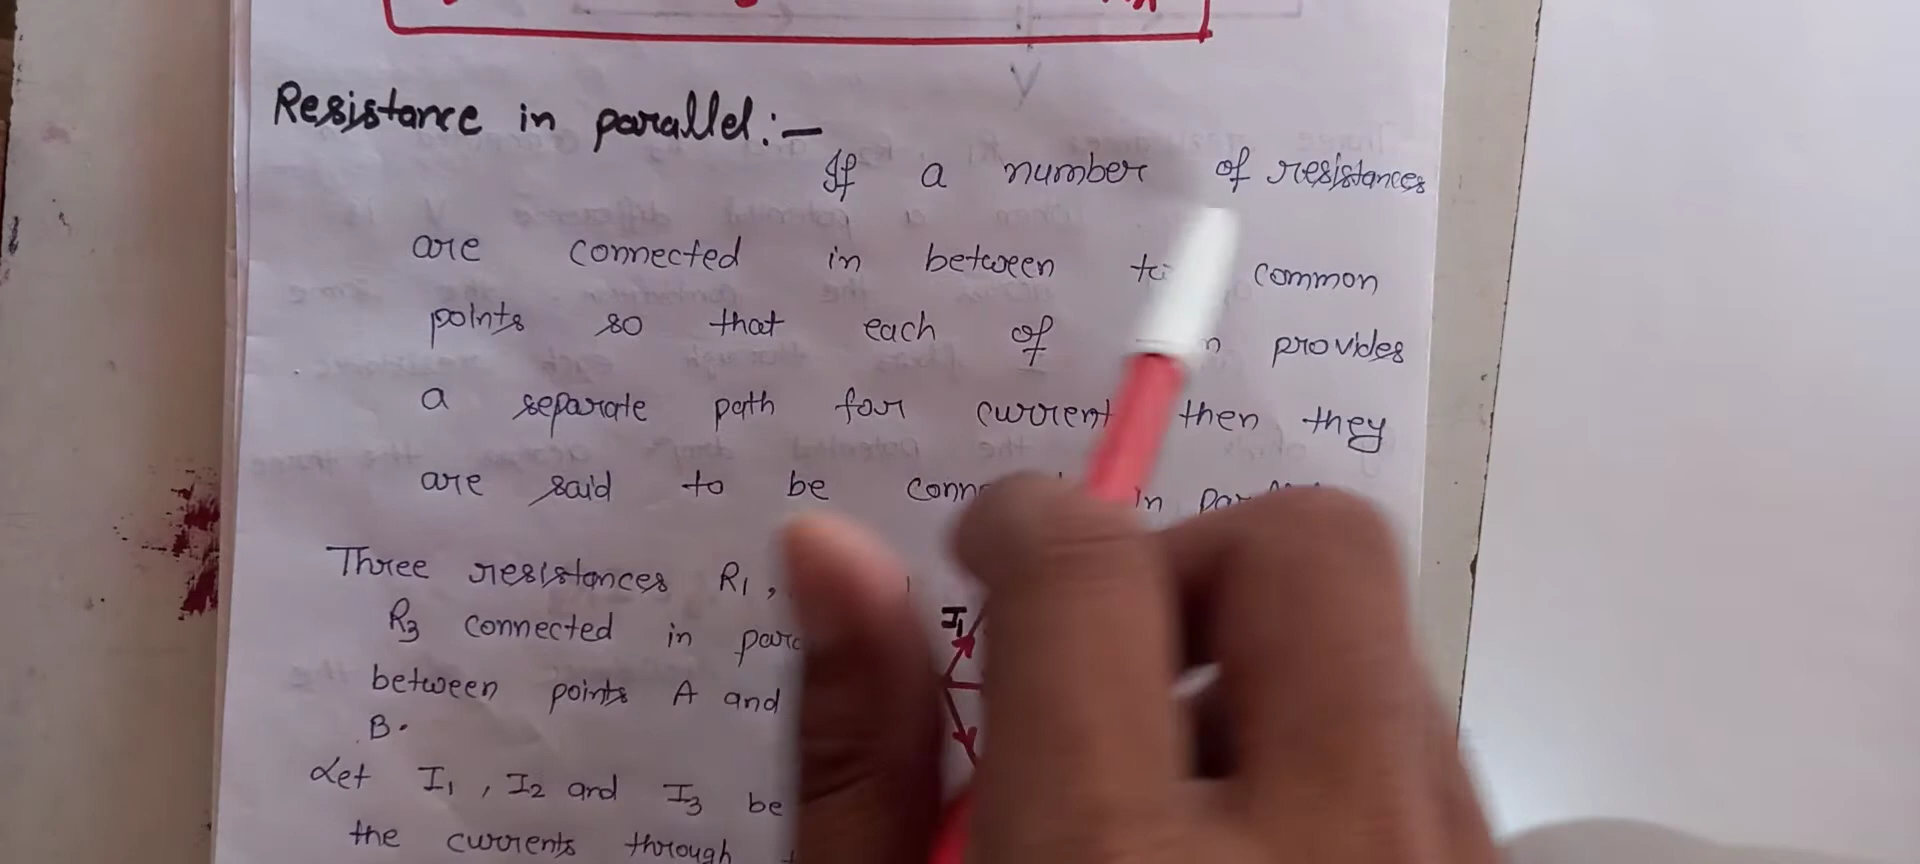 Resistance in parallel:-
If a number of resistances
are connected in between common
points so that each of provides
a separate path for current then they
are said to be in
Three resistances R1,
R3 connected in
between points A and
B.
I1
Let I1, I2 and I3 be
the currents through